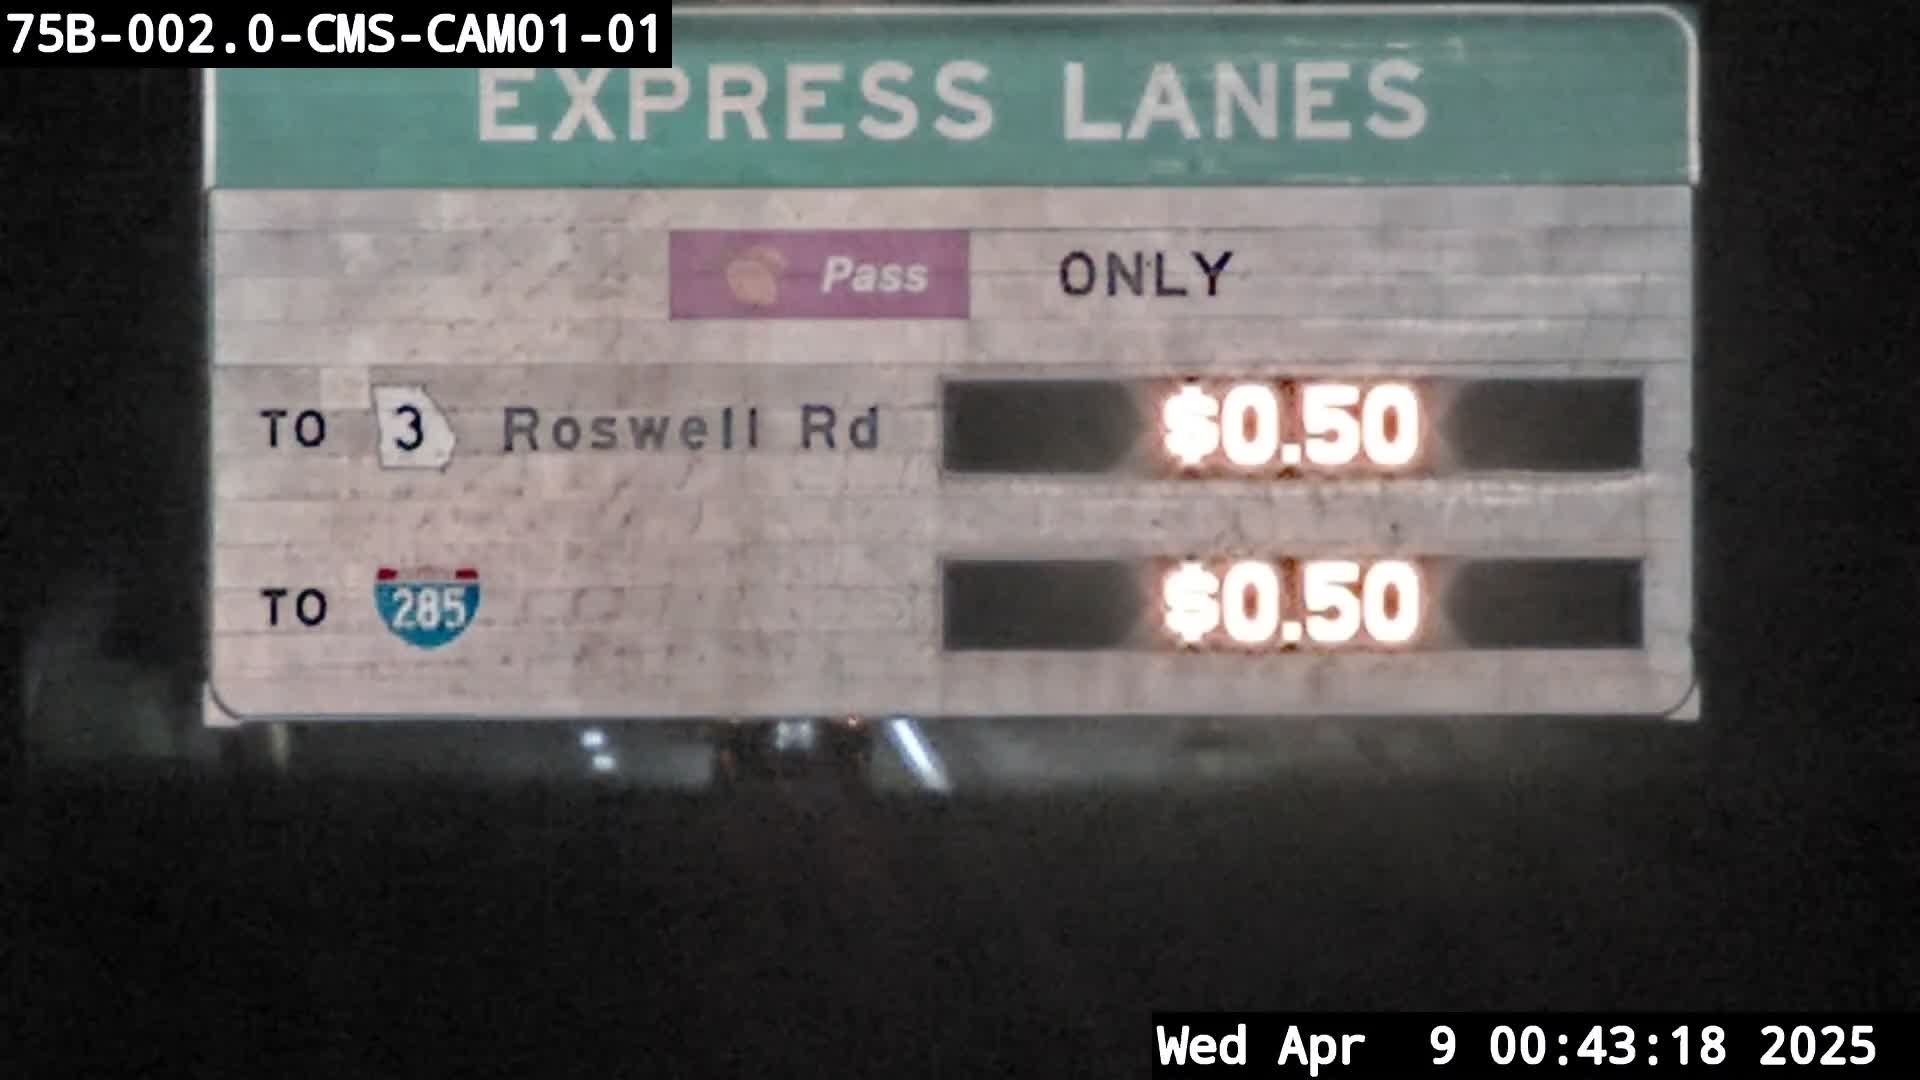 75B-002.0-CMS-CAM01-01
EXPRESS LANES
Pass ONLY
TO 3 Roswell Rd $0.50
TO 285 $0.50
Wed Apr 9 00:43:18 2025